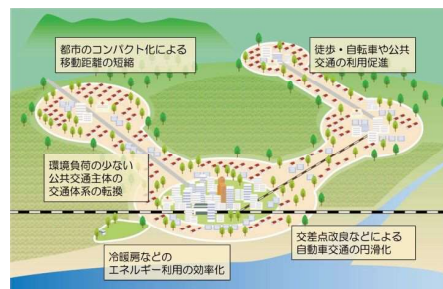 都市のコンパクト化による
移動距離の短縮
徒歩・自転車や公共
交通の利用促進
環境負荷の少ない
公共交通主体の
交通体系の転換
冷暖房などの
エネルギー利用の効率化
交差点改良などによる
自動車交通の円滑化